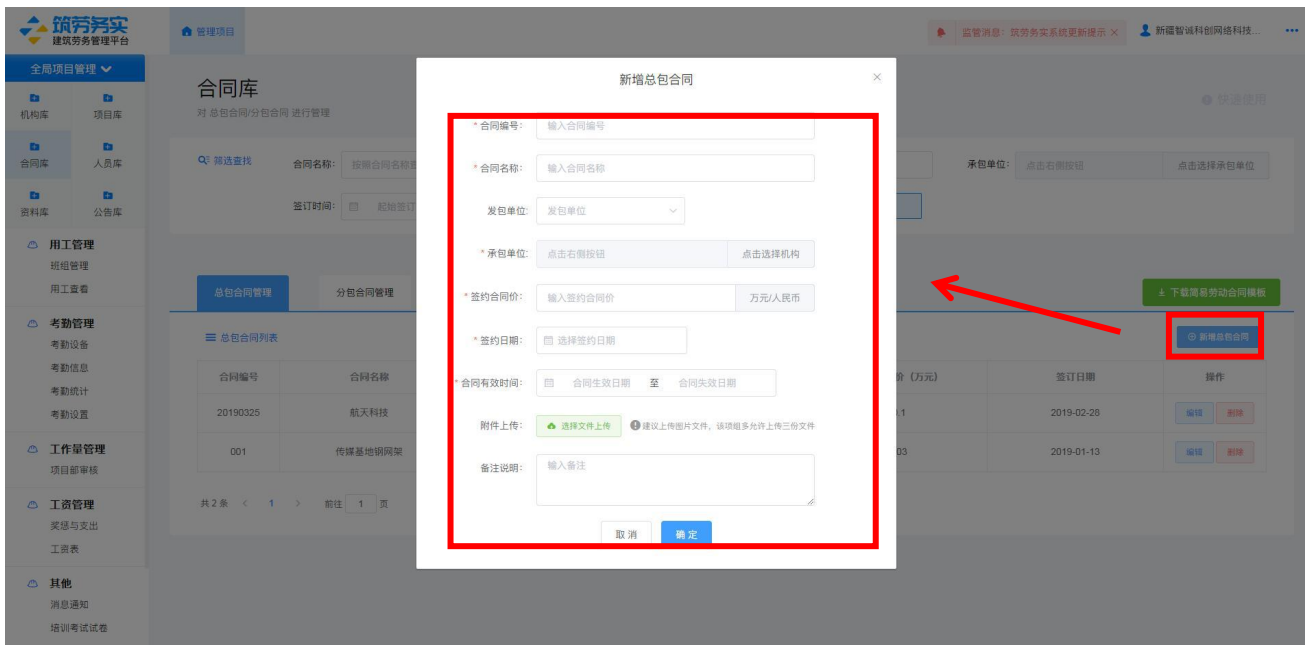 筑劳务实
建筑劳务管理平台
管理项目
监管消息：筑劳务实系统更新提示 ×
新疆智诚科创网络科技...
全局项目管理
机构库 项目库
合同库 人员库
资料库 公告库
用工管理
班组管理
用工查看
考勤管理
考勤设备
考勤信息
考勤统计
考勤设置
工作量管理
项目部审核
工资管理
奖惩与支出
工资表
其他
消息通知
培训考试试卷
合同库
对 总包合同/分包合同 进行管理
快速使用
筛选查找
合同名称： 按照合同名称
承包单位： 点击右侧按钮 点击选择承包单位
签订时间： 起始签订
总包合同管理 分包合同管理
下载简易劳动合同模板
总包合同列表
新增总包合同
合同编号 合同名称 价（万元） 签订日期 操作
20190325 航天科技 .1 2019-02-28 编辑 删除
001 传媒基地钢网架 03 2019-01-13 编辑 删除
共2条 < 1 > 前往 1 页
新增总包合同 ×
* 合同编号： 输入合同编号
* 合同名称： 输入合同名称
发包单位: 发包单位
* 承包单位: 点击右侧按钮 点击选择机构
* 签约合同价： 输入签约合同价 万元/人民币
* 签约日期： 选择签约日期
* 合同有效时间： 合同生效日期 至 合同失效日期
附件上传： 选择文件上传 建议上传图片文件，该项组多允许上传三份文件
备注说明： 输入备注
取消 确定